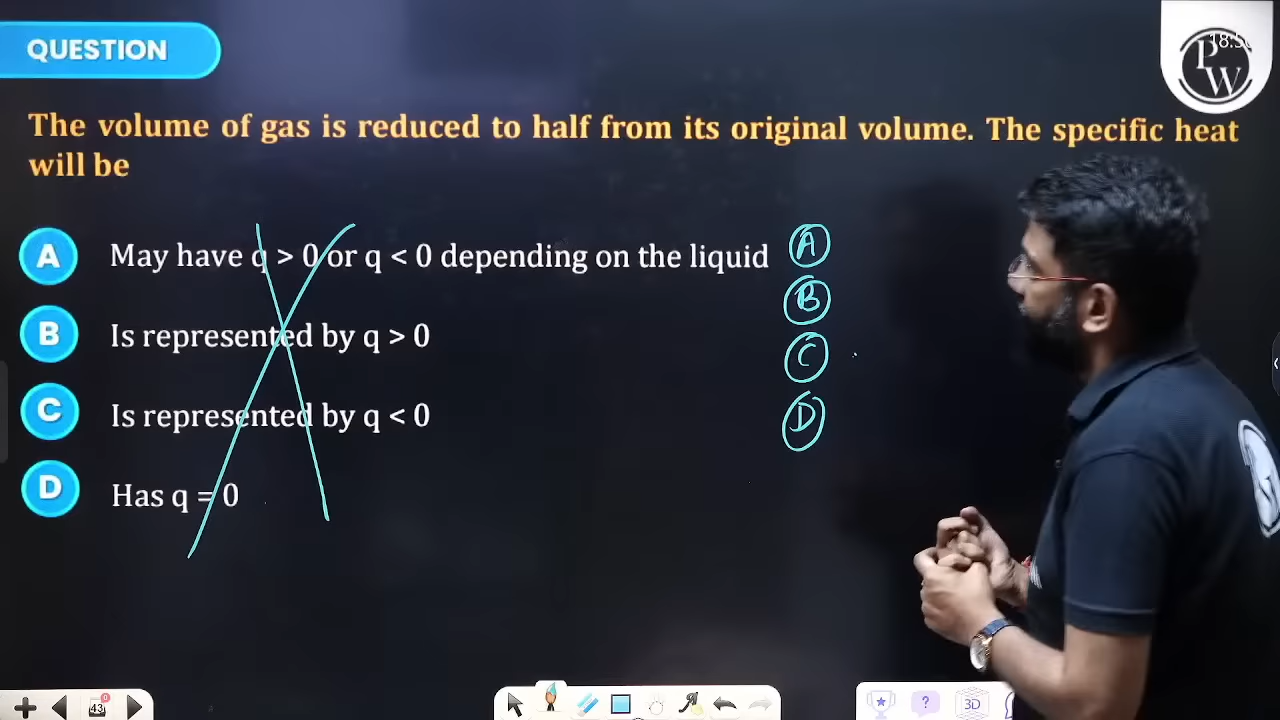 QUESTION
PW
The volume of gas is reduced to half from its original volume. The specific heat
will be
A May have q > 0 or q < 0 depending on the liquid
B Is represented by q > 0
C Is represented by q < 0
D Has q = 0
A
B
C
D
43
3D